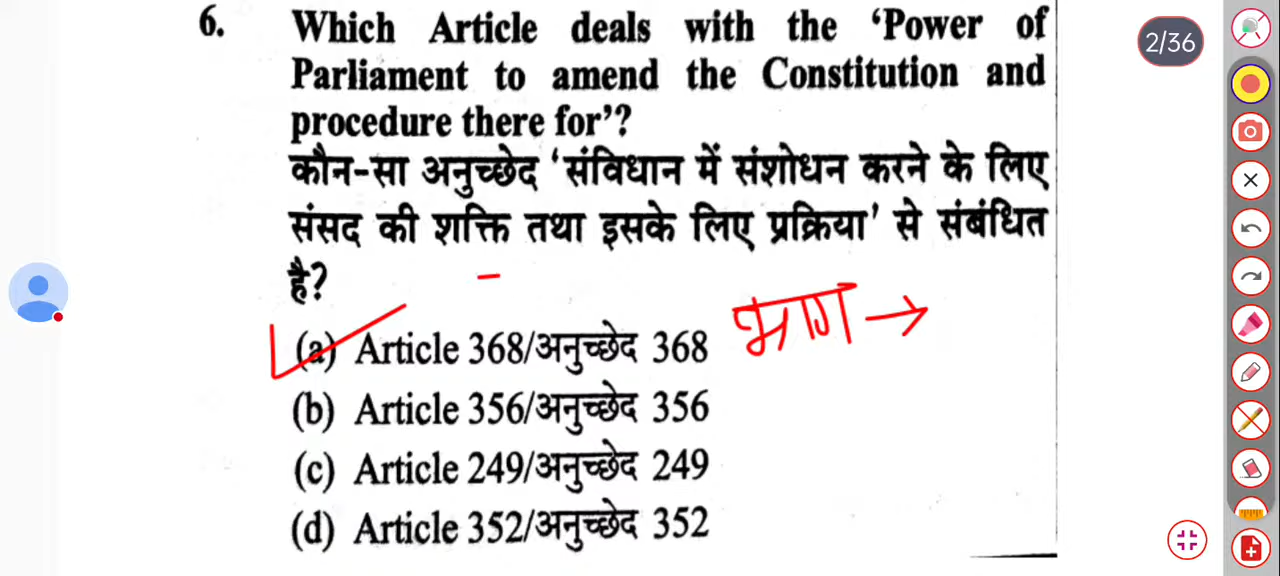 6. Which Article deals with the ‘Power of
2/36
Parliament to amend the Constitution and
procedure there for’?
कौन-सा अनुच्छेद ‘संविधान में संशोधन करने के लिए
संसद की शक्ति तथा इसके लिए प्रक्रिया’ से संबंधित
है?
(a) Article 368/अनुच्छेद 368
भाग →
(b) Article 356/अनुच्छेद 356
(c) Article 249/अनुच्छेद 249
(d) Article 352/अनुच्छेद 352